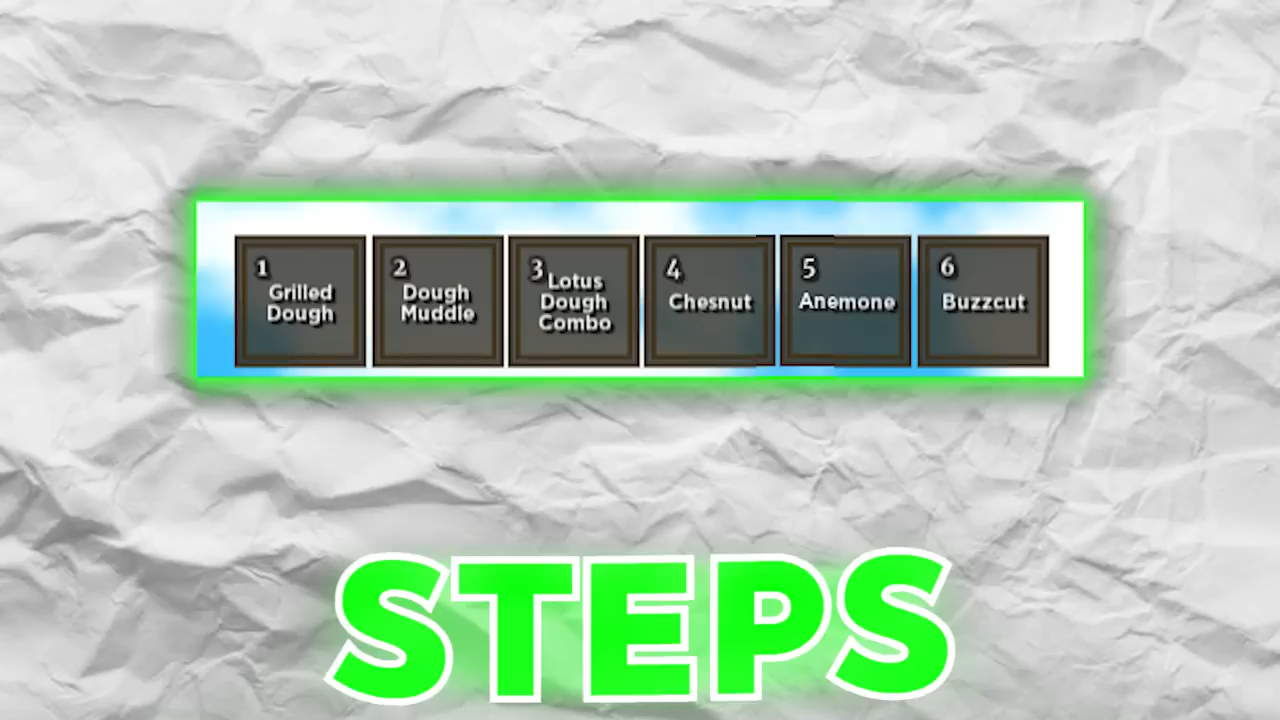 1
Grilled
Dough
2
Dough
Muddle
3
Lotus
Dough
Combo
4
Chesnut
5
Anemone
6
Buzzcut
STEPS